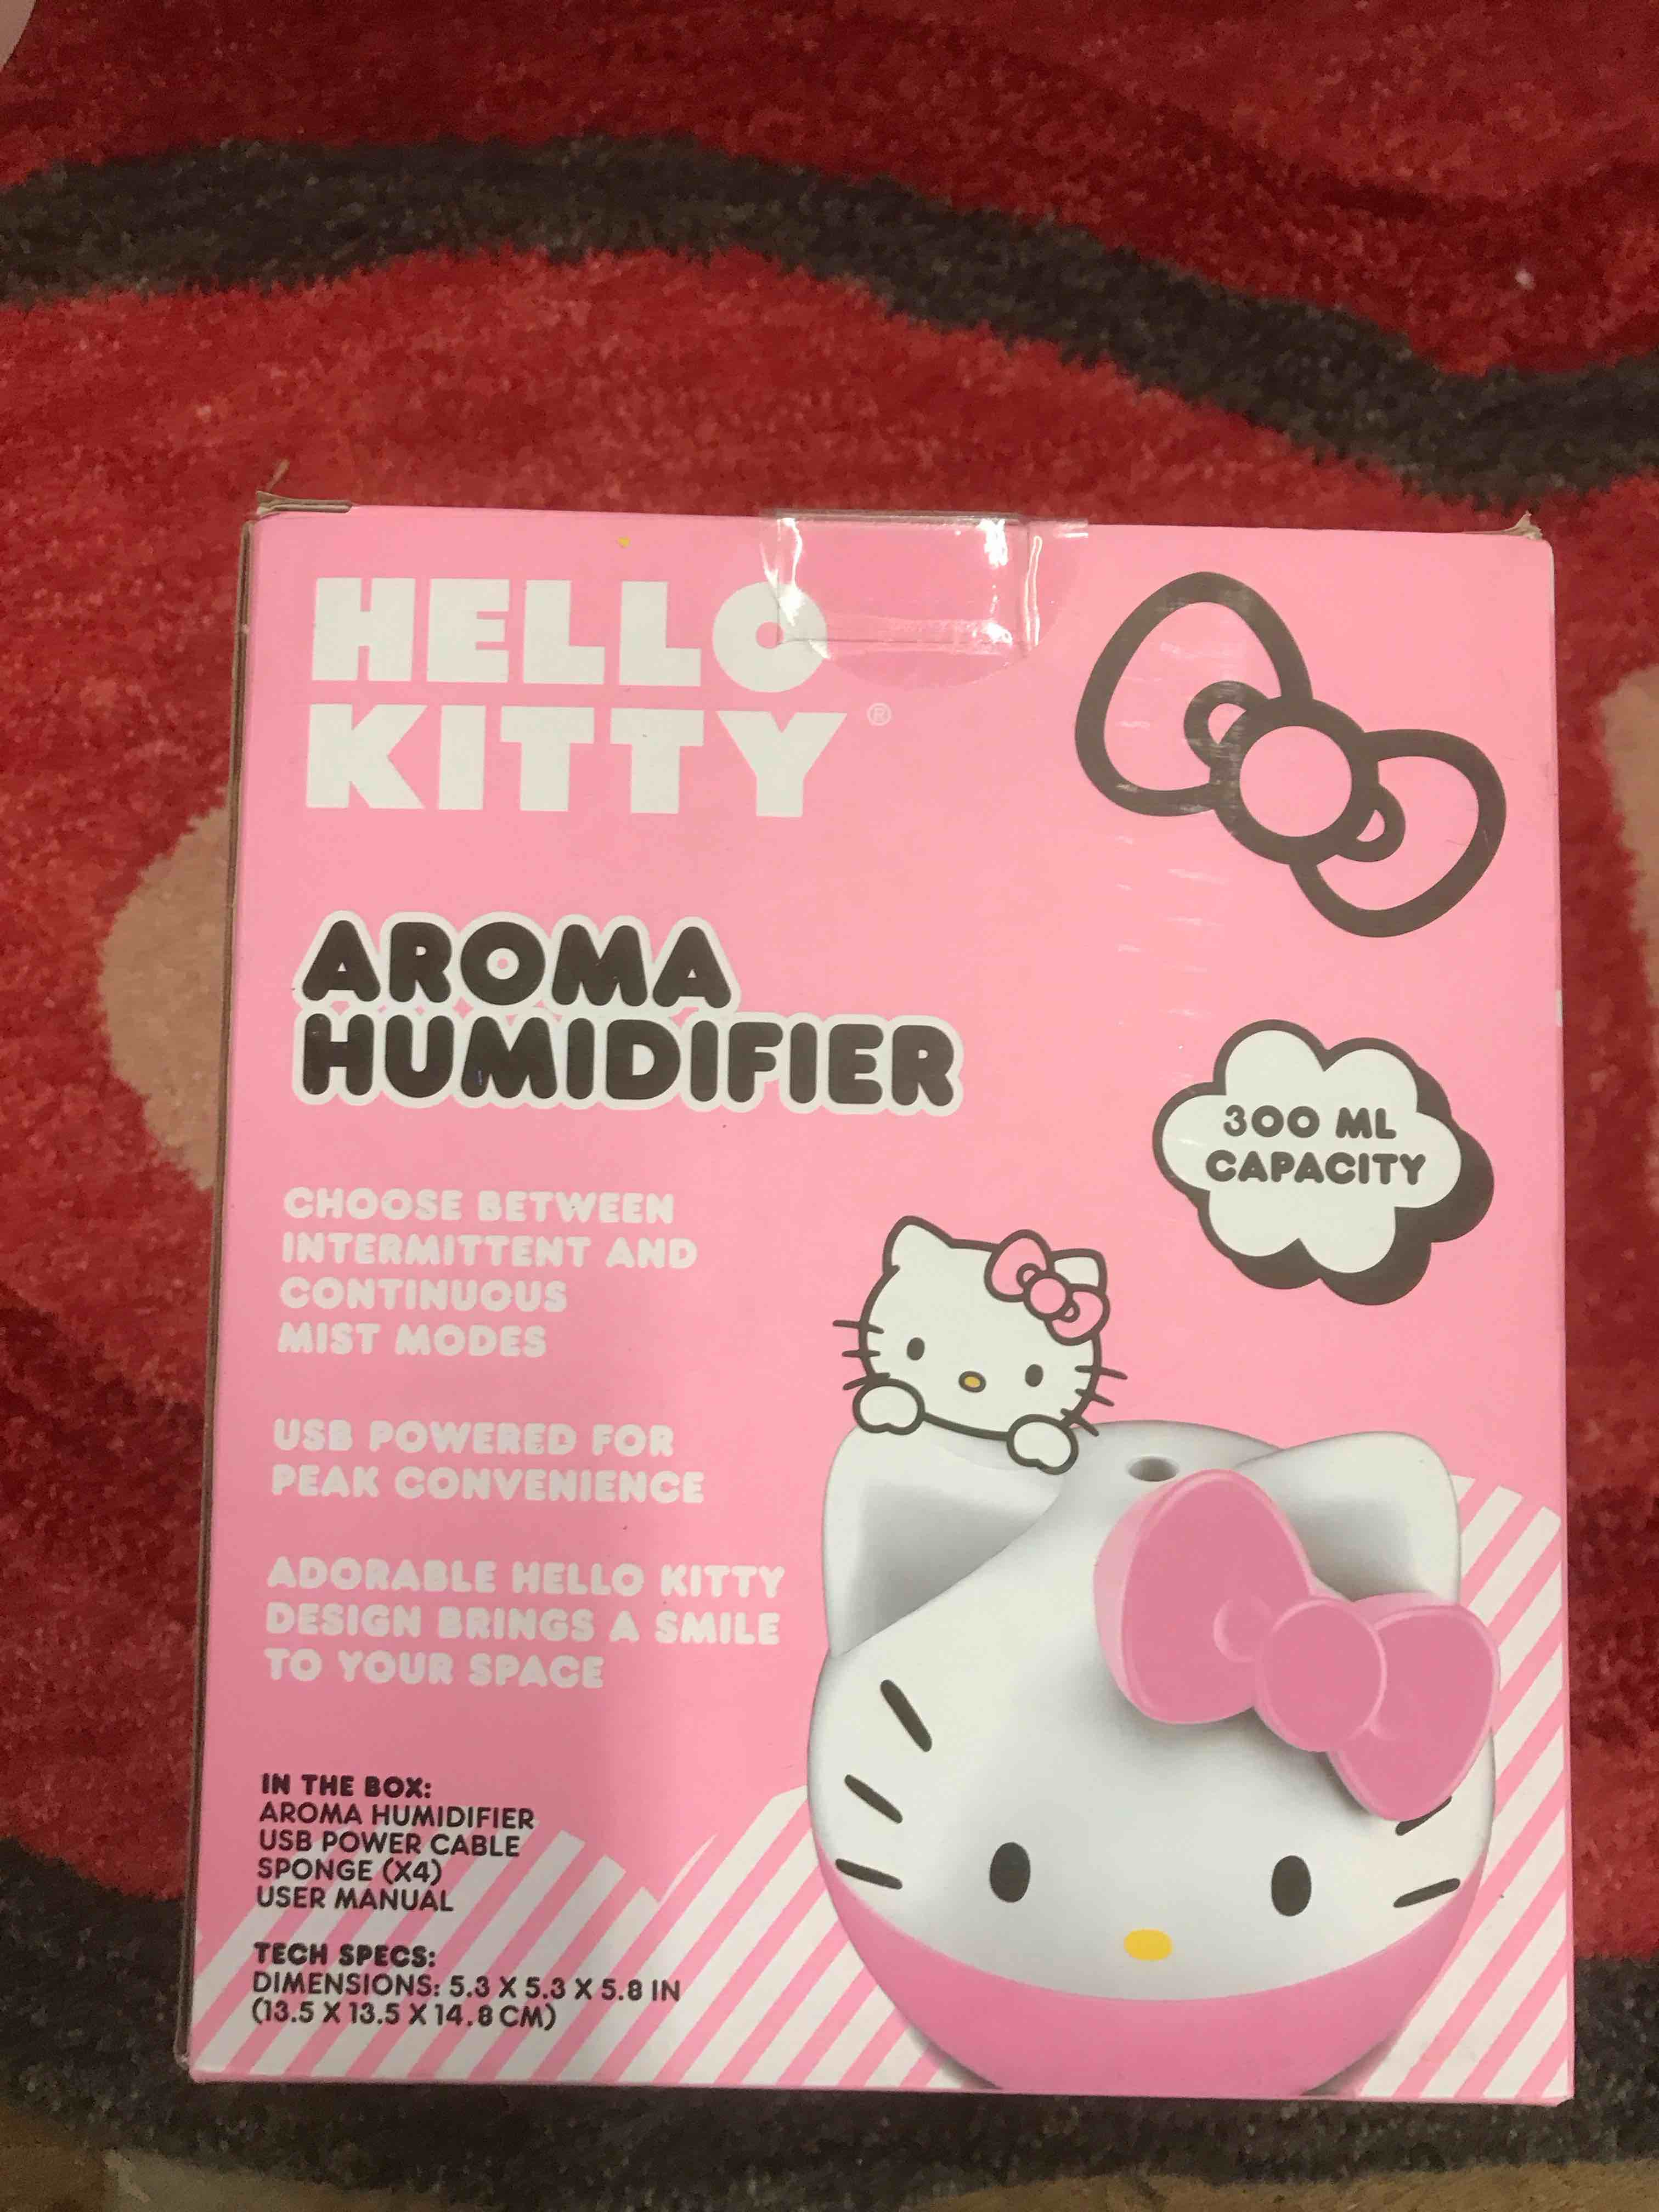 HELLO
KITTY®
AROMA
HUMIDIFIER
300 ML
CAPACITY
CHOOSE BETWEEN
INTERMITTENT AND
CONTINUOUS
MIST MODES
USB POWERED FOR
PEAK CONVENIENCE
ADORABLE HELLO KITTY
DESIGN BRINGS A SMILE
TO YOUR SPACE
IN THE BOX:
AROMA HUMIDIFIER
USB POWER CABLE
SPONGE (X4)
USER MANUAL
TECH SPECS:
DIMENSIONS: 5.3 X 5.3 X 5.8 IN
(13.5 X 13.5 X 14.8 CM)